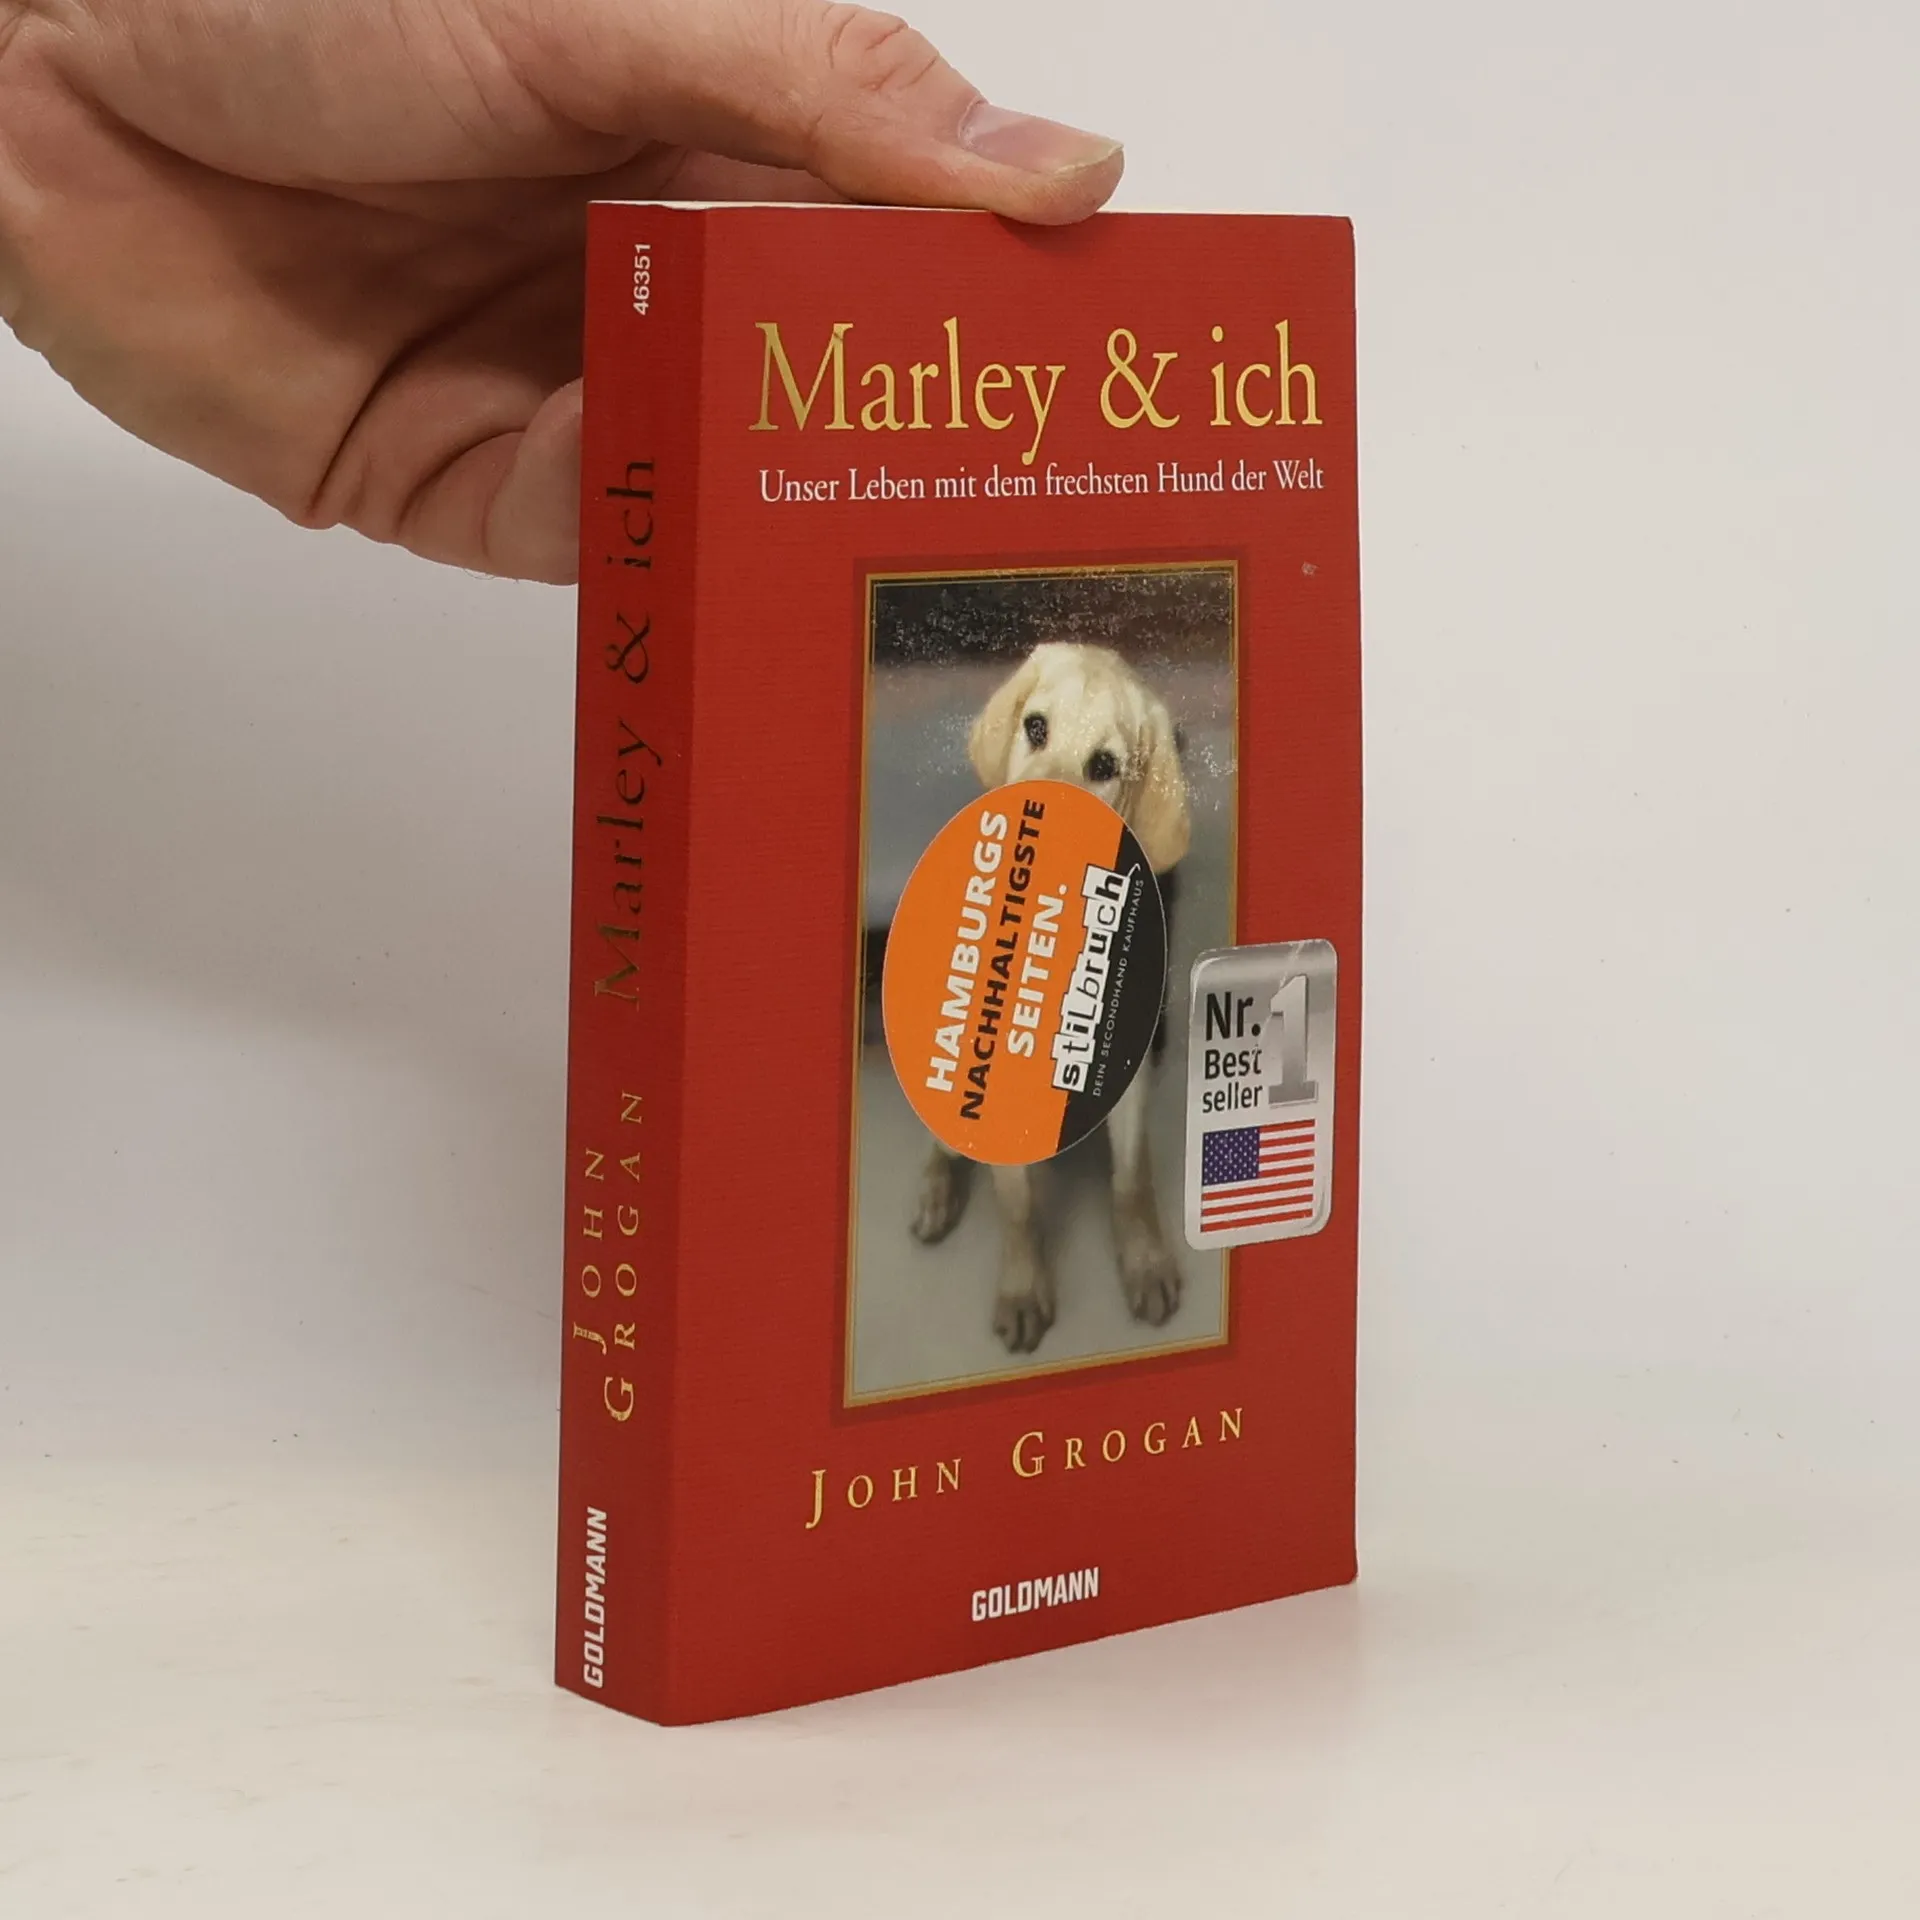 46351
Marley & ich
JOHN
GROGAN
GOLDMANN
Marley & ich
Unser Leben mit dem frechsten Hund der Welt
HAMBURGS
NACHHALTIGSTE
SEITEN.
stilbruch
DEIN SECONDHAND KAUFHAUS
Nr. 1
Best
seller
JOHN GROGAN
GOLDMANN